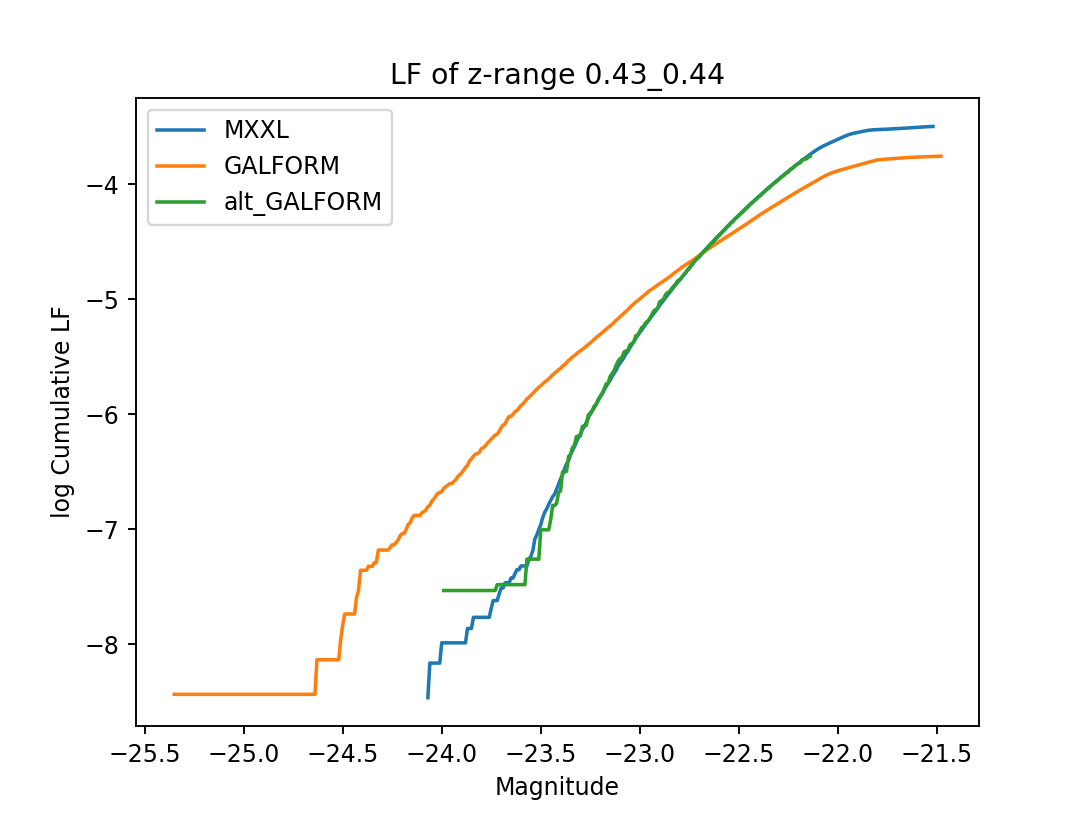 LF of z-range 0.43_0.44
MXXL
GALFORM
alt_GALFORM
log Cumulative LF
−4
−5
−6
−7
−8
−25.5 −25.0 −24.5 −24.0 −23.5 −23.0 −22.5 −22.0 −21.5
Magnitude